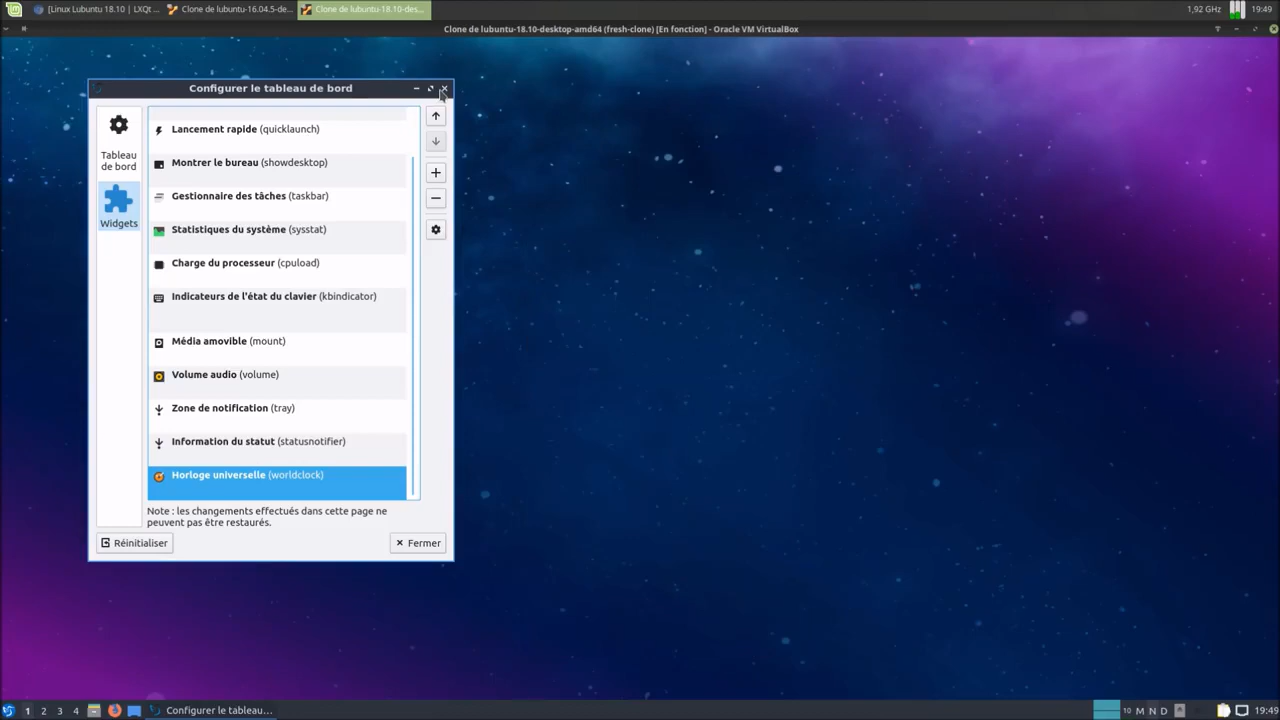 [Linux Lubuntu 18.10 | LXQt ...
Clone de lubuntu-16.04.5-de...
Clone de lubuntu-18.10-des...
1,92 GHz
19:49
Clone de lubuntu-18.10-desktop-amd64 (fresh-clone) [En fonction] - Oracle VM VirtualBox
Configurer le tableau de bord
Tableau
de bord
Widgets
Lancement rapide (quicklaunch)
Montrer le bureau (showdesktop)
Gestionnaire des tâches (taskbar)
Statistiques du système (sysstat)
Charge du processeur (cpuload)
Indicateurs de l'état du clavier (kbindicator)
Média amovible (mount)
Volume audio (volume)
Zone de notification (tray)
Information du statut (statusnotifier)
Horloge universelle (worldclock)
Note : les changements effectués dans cette page ne
peuvent pas être restaurés.
Réinitialiser
Fermer
1 2 3 4
Configurer le tableau...
10 M N D
19:49